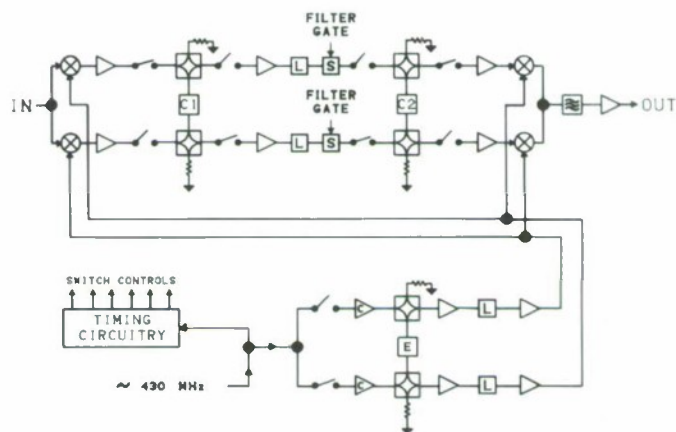 FILTER
GATE
L
S
C1
C2
IN
OUT
FILTER
GATE
L
S
SWITCH CONTROLS
TIMING
CIRCUITRY
~ 430 MHz
C
L
E
C
L